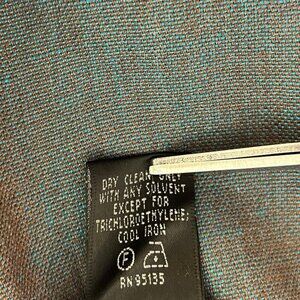 DRY CLEAN ONLY
WITH ANY SOLVENT
EXCEPT FOR
TRICHLOROETHYLENE;
COOL IRON
F
RN 95135